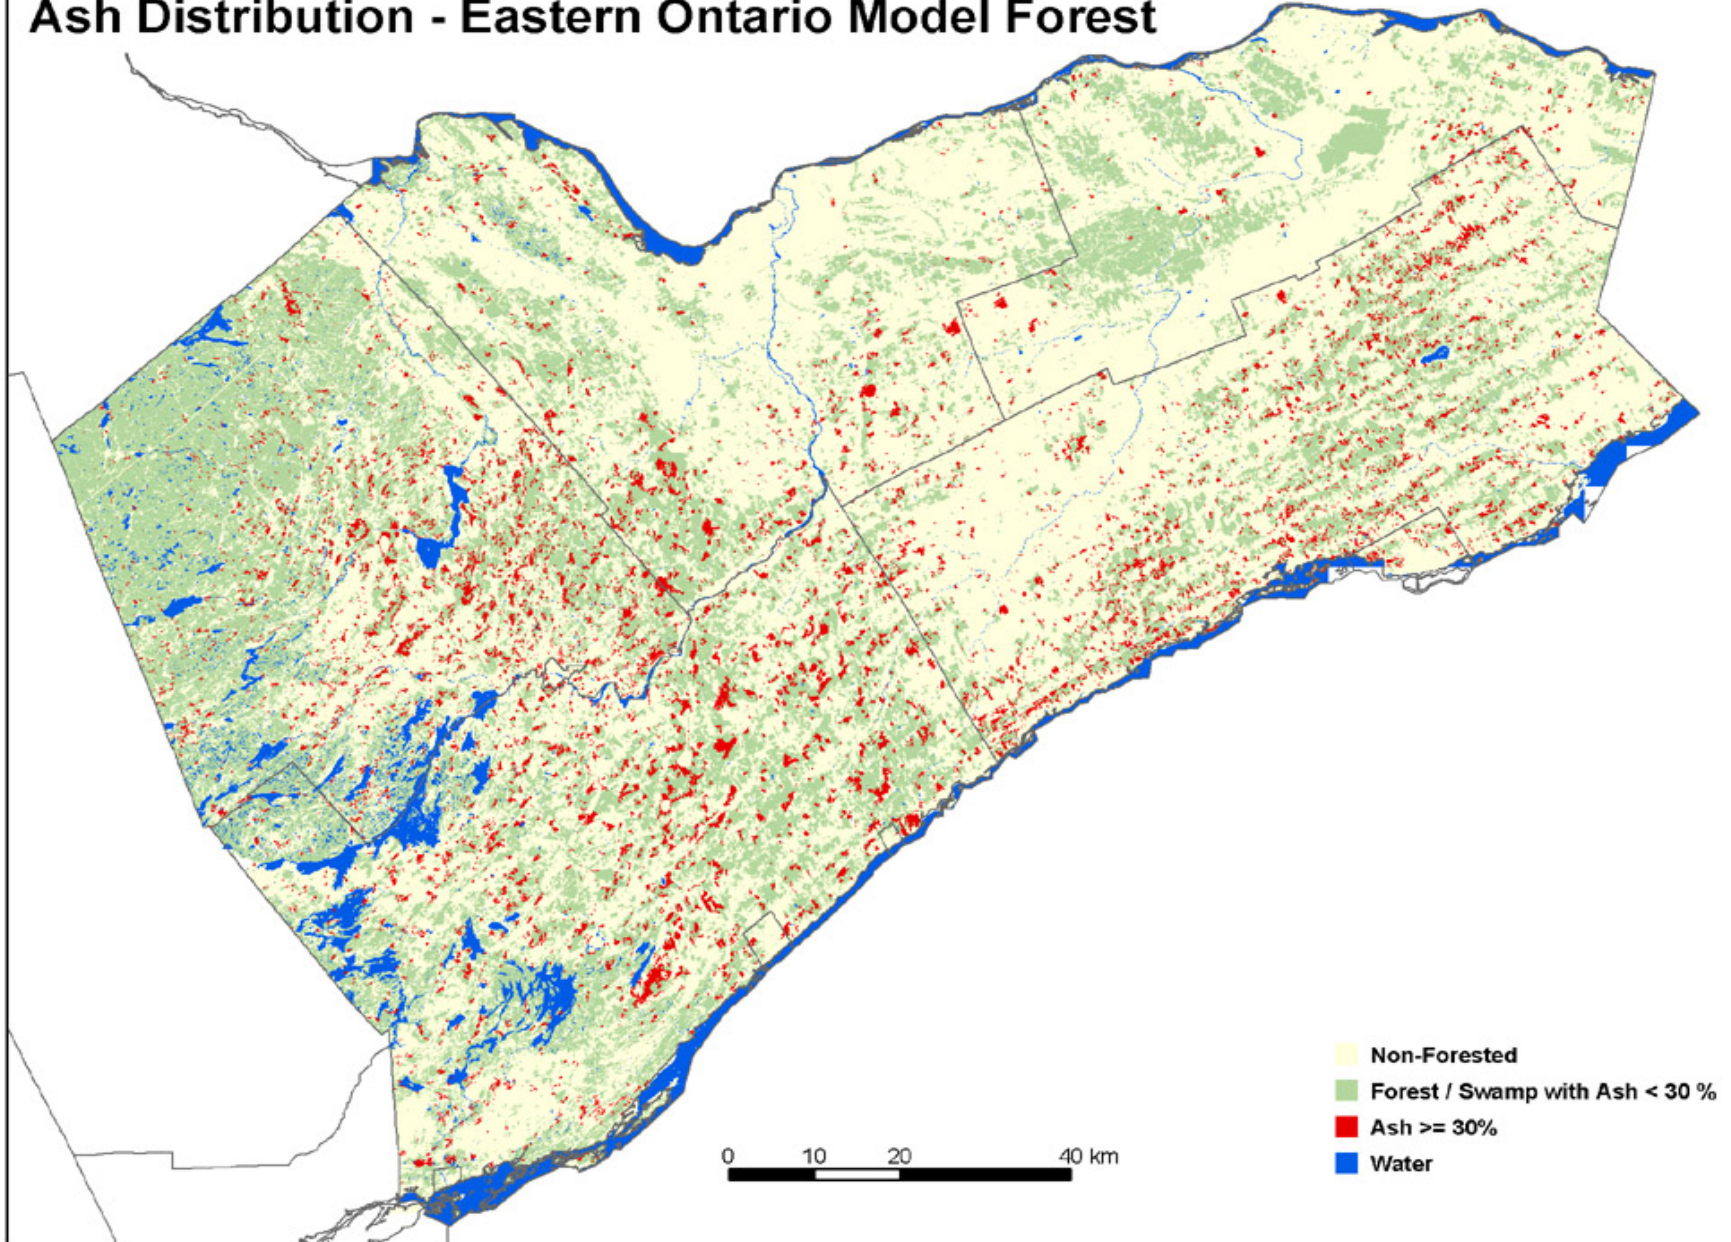 Ash Distribution - Eastern Ontario Model Forest
Non-Forested
Forest / Swamp with Ash < 30 %
Ash >= 30%
Water
0 10 20 40 km